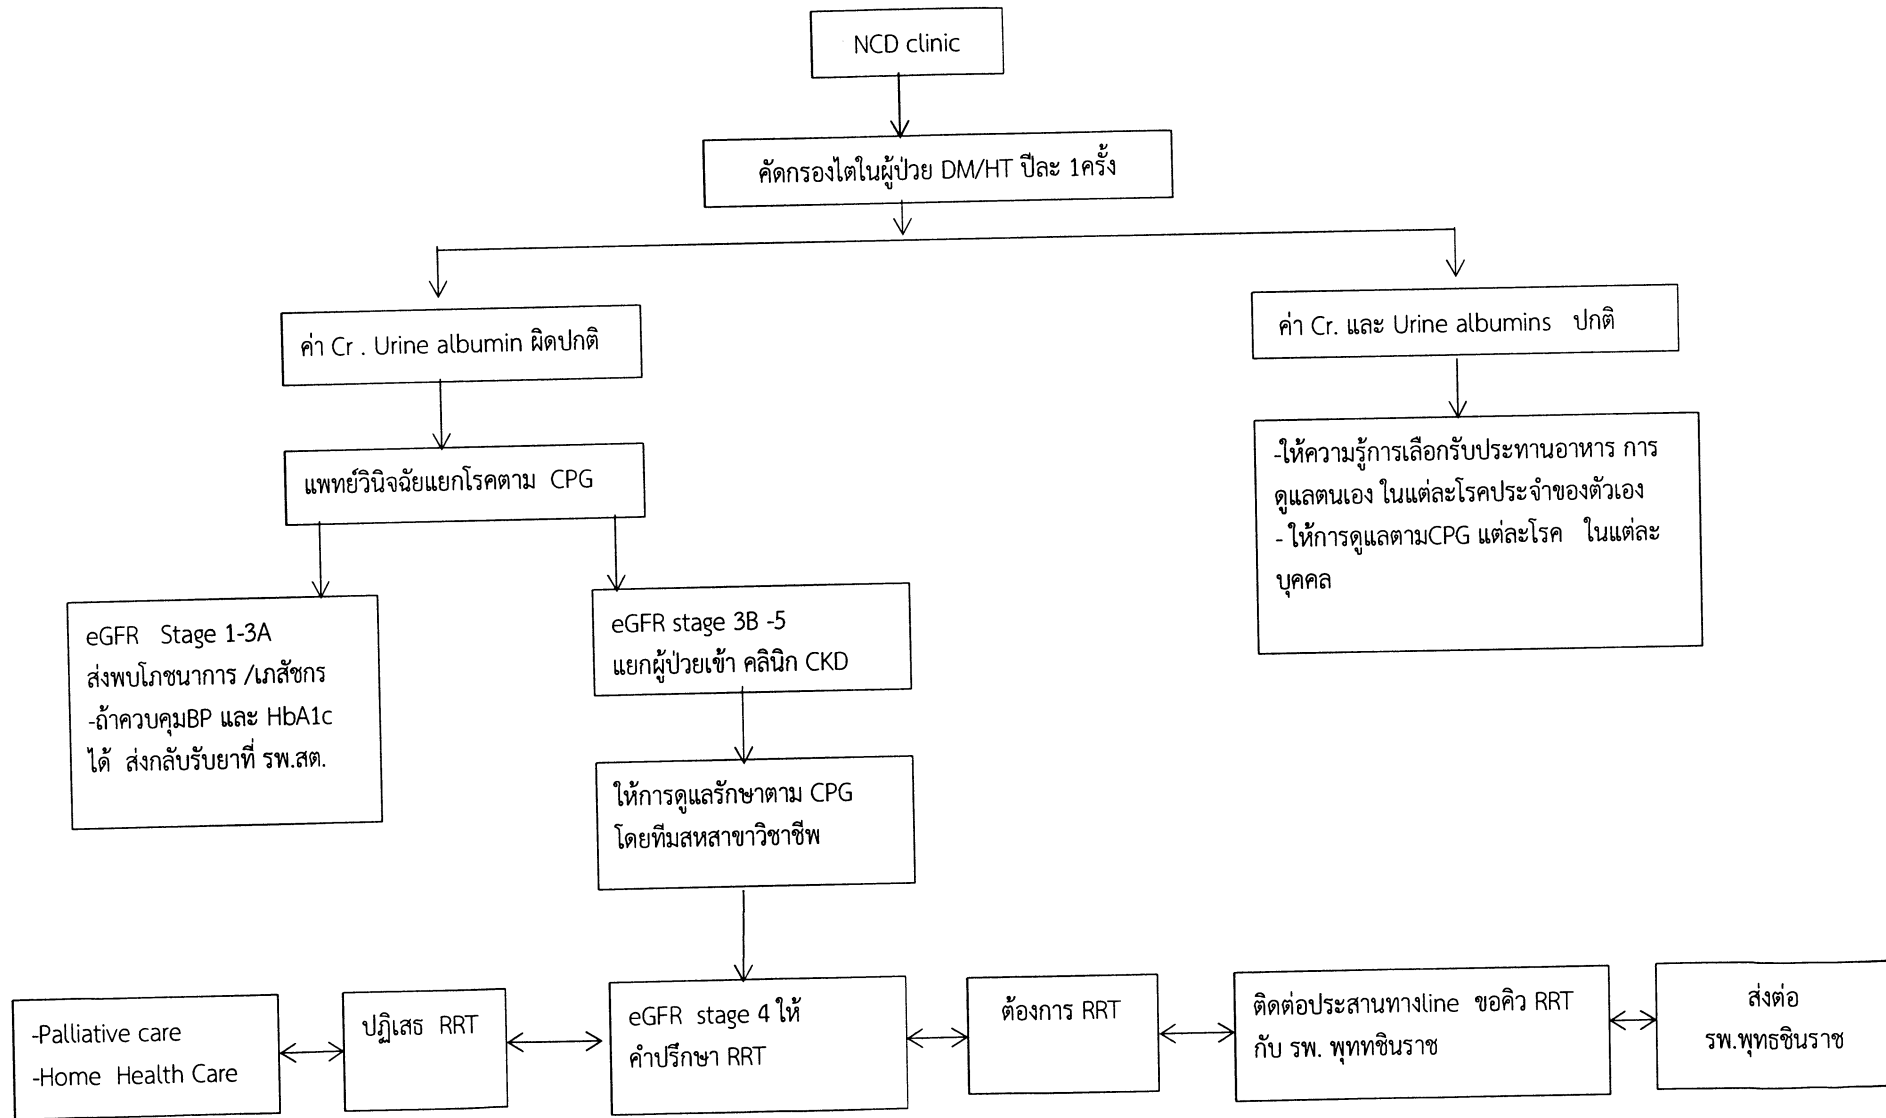 NCD clinic
คัดกรองไตในผู้ป่วย DM/HT ปีละ 1ครั้ง
ค่า Cr . Urine albumin ผิดปกติ
ค่า Cr. และ Urine albumins ปกติ
แพทย์วินิจฉัยแยกโรคตาม CPG
-ให้ความรู้การเลือกรับประทานอาหาร การ
ดูแลตนเอง ในแต่ละโรคประจำของตัวเอง
- ให้การดูแลตามCPG แต่ละโรค ในแต่ละ
บุคคล
eGFR Stage 1-3A
ส่งพบโภชนาการ /เภสัชกร
-ถ้าควบคุมBP และ HbA1c
ได้ ส่งกลับรับยาที่ รพ.สต.
eGFR stage 3B -5
แยกผู้ป่วยเข้า คลินิก CKD
ให้การดูแลรักษาตาม CPG
โดยทีมสหสาขาวิชาชีพ
-Palliative care
-Home Health Care
ปฏิเสธ RRT
eGFR stage 4 ให้
คำปรึกษา RRT
ต้องการ RRT
ติดต่อประสานทางline ขอคิว RRT
กับ รพ. พุททชินราช
ส่งต่อ
รพ.พุทธชินราช